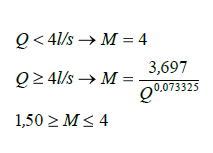 Q < 4l/s → M = 4
Q ≥ 4l/s → M = 3,697 / Q^0,073325
1,50 ≥ M ≤ 4